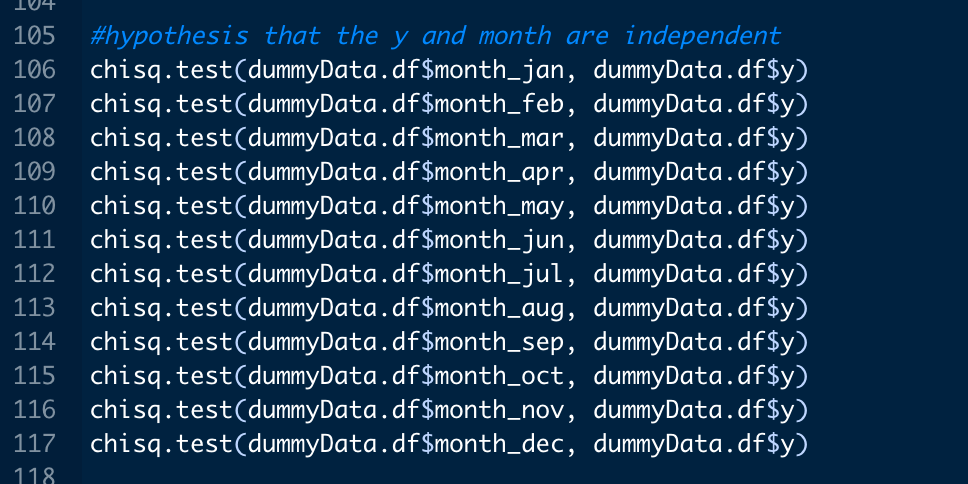 104
105 #hypothesis that the y and month are independent
106 chisq.test(dummyData.df$month_jan, dummyData.df$y)
107 chisq.test(dummyData.df$month_feb, dummyData.df$y)
108 chisq.test(dummyData.df$month_mar, dummyData.df$y)
109 chisq.test(dummyData.df$month_apr, dummyData.df$y)
110 chisq.test(dummyData.df$month_may, dummyData.df$y)
111 chisq.test(dummyData.df$month_jun, dummyData.df$y)
112 chisq.test(dummyData.df$month_jul, dummyData.df$y)
113 chisq.test(dummyData.df$month_aug, dummyData.df$y)
114 chisq.test(dummyData.df$month_sep, dummyData.df$y)
115 chisq.test(dummyData.df$month_oct, dummyData.df$y)
116 chisq.test(dummyData.df$month_nov, dummyData.df$y)
117 chisq.test(dummyData.df$month_dec, dummyData.df$y)
118